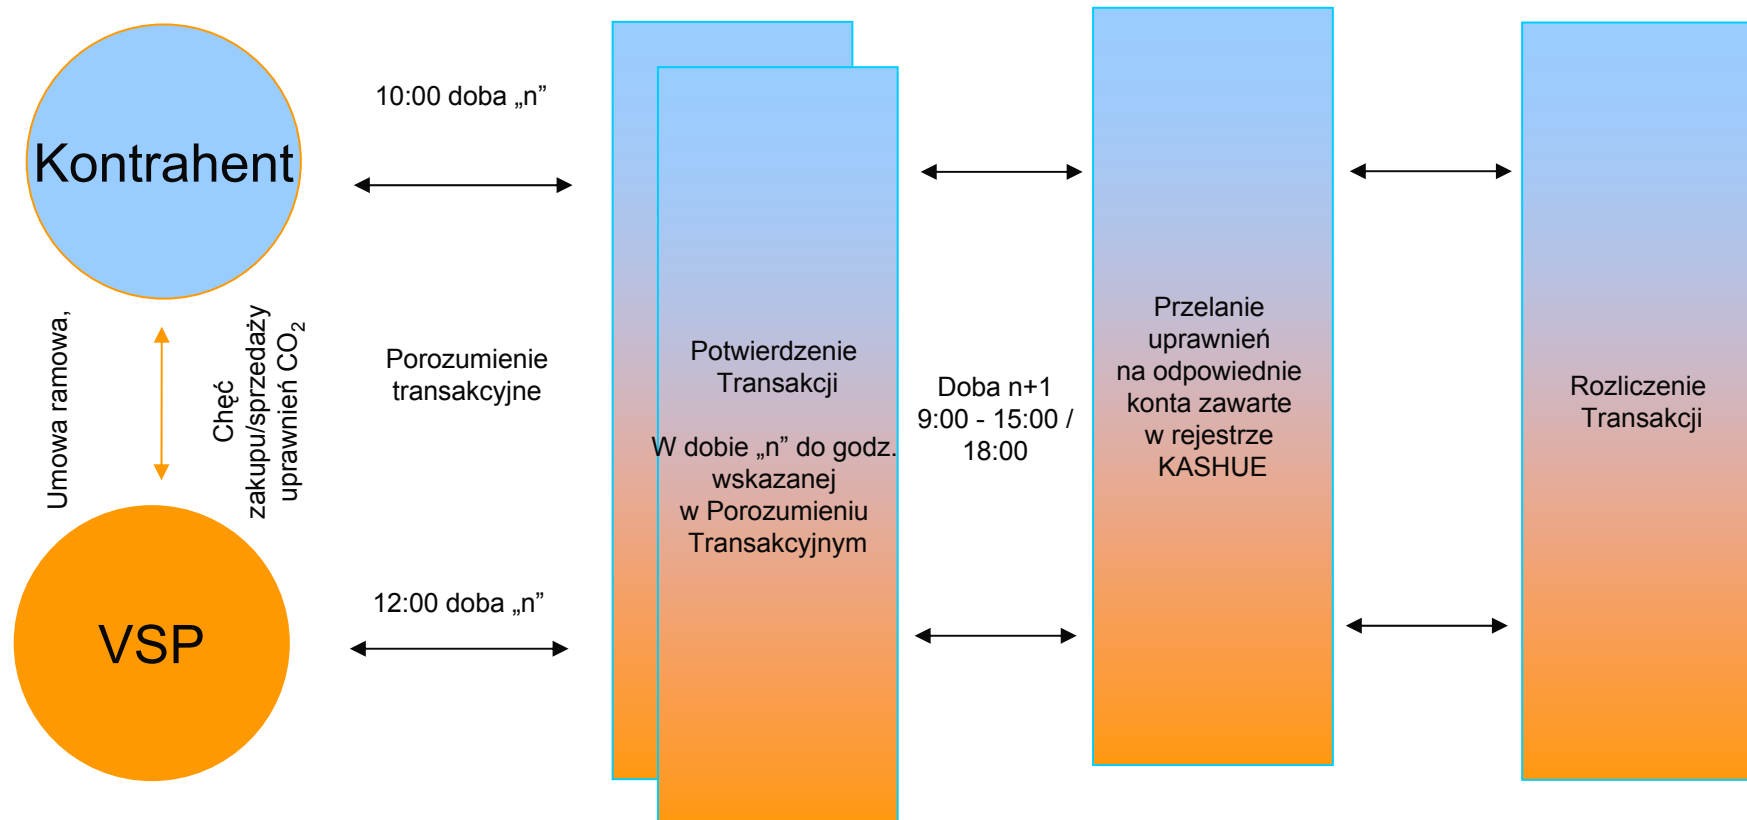 Kontrahent
Umowa ramowa,
Chęć
zakupu/sprzedaży
uprawnień CO₂
VSP
10:00 doba „n”
Porozumienie
transakcyjne
12:00 doba „n”
Potwierdzenie
Transakcji
W dobie „n” do godz.
wskazanej
w Porozumieniu
Transakcyjnym
Doba n+1
9:00 - 15:00 /
18:00
Przelanie
uprawnień
na odpowiednie
konta zawarte
w rejestrze
KASHUE
Rozliczenie
Transakcji